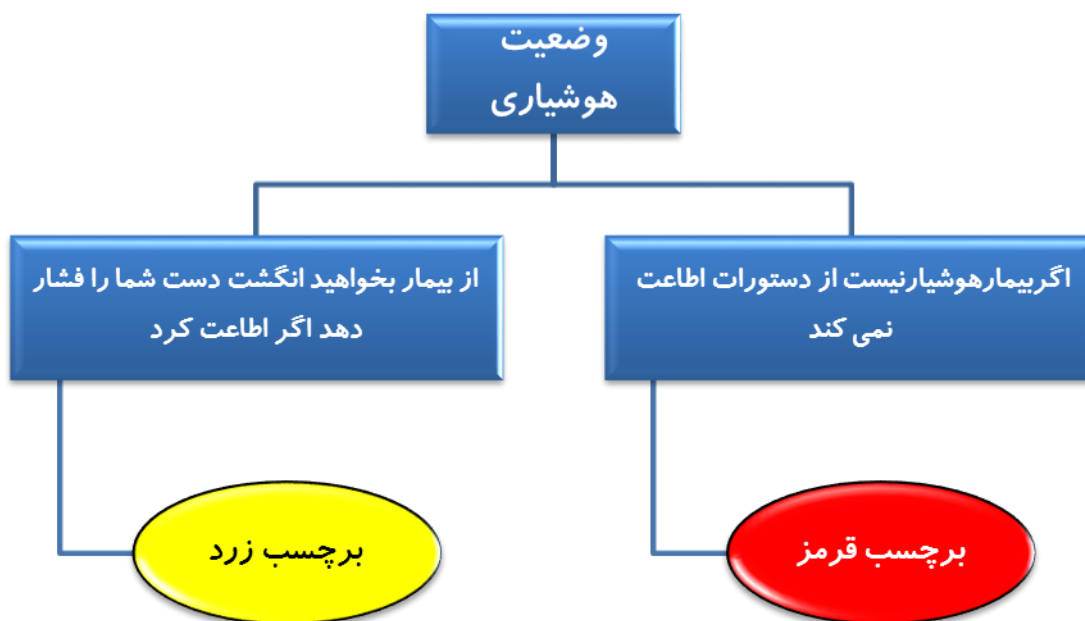 وضعیت
هوشیاری
اگربیمارهوشیارنیست از دستورات اطاعت
نمی کند
از بیمار بخواهید انگشت دست شما را فشار
دهد اگر اطاعت کرد
برچسب قرمز
برچسب زرد